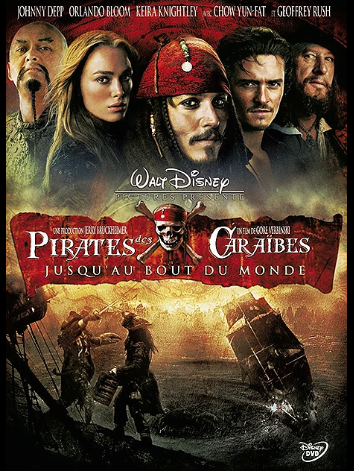 JOHNNY DEPP ORLANDO BLOOM KEIRA KNIGHTLEY AVEC CHOW YUN-FAT ET GEOFFREY RUSH
WALT DISNEY
PICTURES PRÉSENTE
UNE PRODUCTION JERRY BRUCKHEIMER UN FILM DE GORE VERBINSKI
PIRATES des CARAÏBES
JUSQU'AU BOUT DU MONDE
Disney
DVD